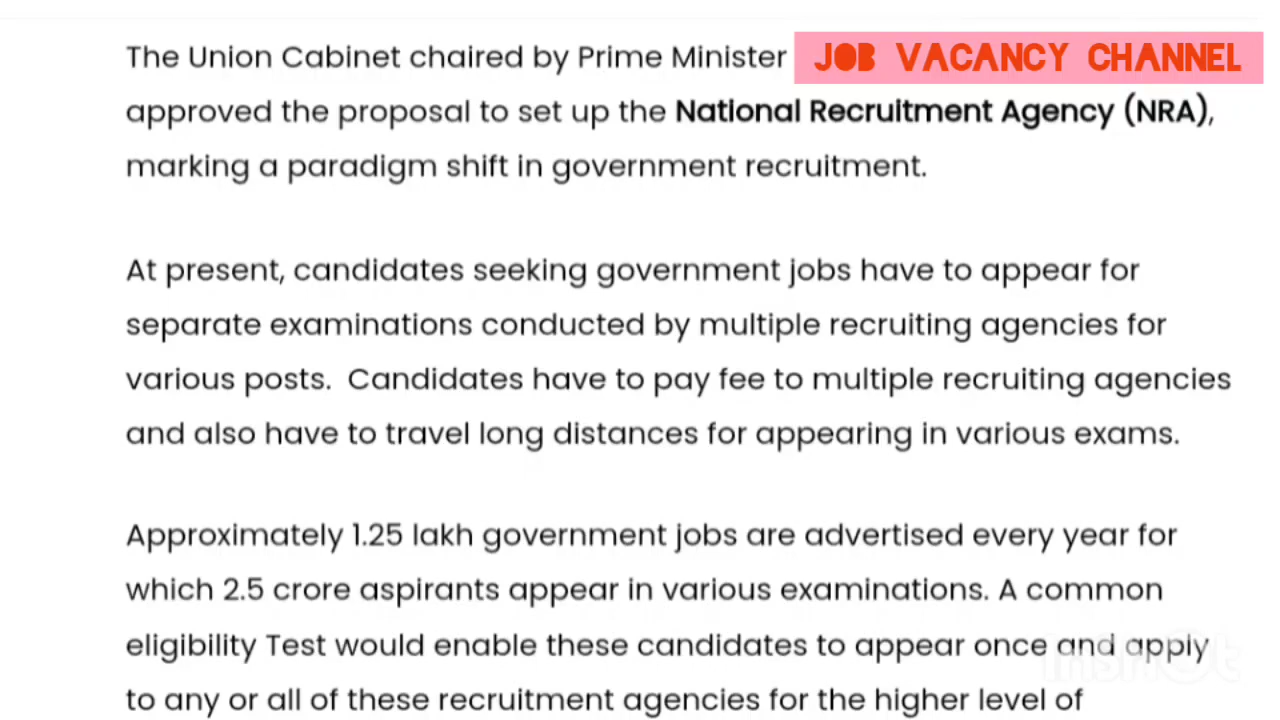 The Union Cabinet chaired by Prime Minister JOB VACANCY CHANNEL
approved the proposal to set up the National Recruitment Agency (NRA),
marking a paradigm shift in government recruitment.
At present, candidates seeking government jobs have to appear for
separate examinations conducted by multiple recruiting agencies for
various posts. Candidates have to pay fee to multiple recruiting agencies
and also have to travel long distances for appearing in various exams.
Approximately 1.25 lakh government jobs are advertised every year for
which 2.5 crore aspirants appear in various examinations. A common
eligibility Test would enable these candidates to appear once and apply
to any or all of these recruitment agencies for the higher level of
InShOt